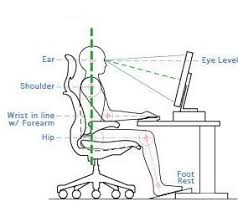 Ear
Eye Level
Shoulder
Wrist in line
w/ Forearm
Hip
Foot
Rest